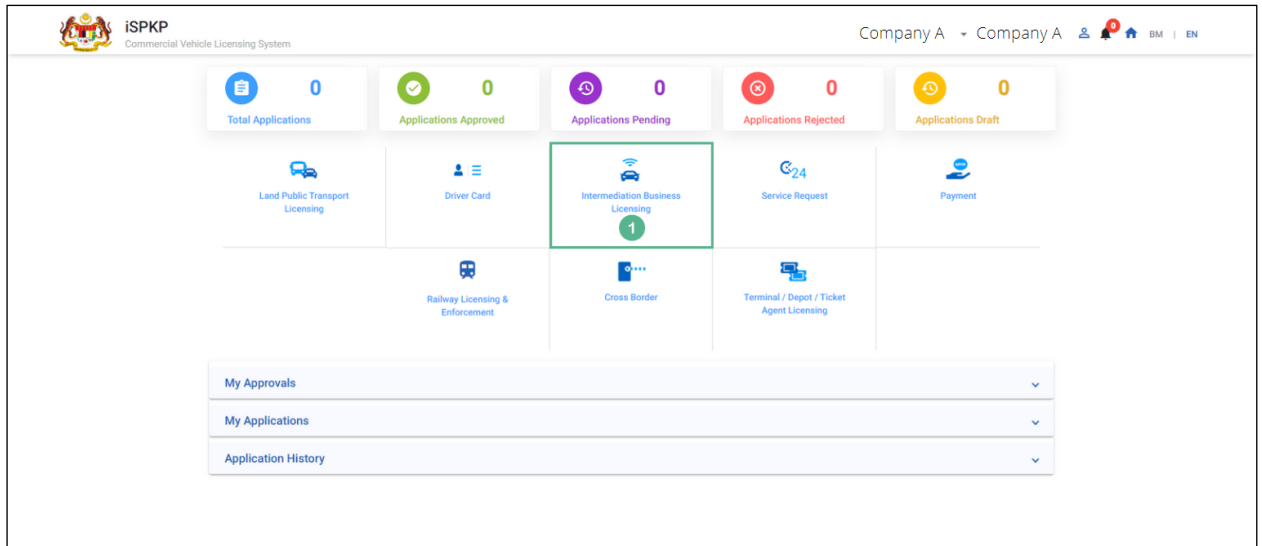 iSPKP
Commercial Vehicle Licensing System
Company A Company A 0 BM | EN
0 0 0 0 0
Total Applications Applications Approved Applications Pending Applications Rejected Applications Draft
24
Land Public Transport
Licensing
Driver Card
Intermediation Business
Licensing
1
Service Request
Payment
Railway Licensing &
Enforcement
Cross Border
Terminal / Depot / Ticket
Agent Licensing
My Approvals
My Applications
Application History